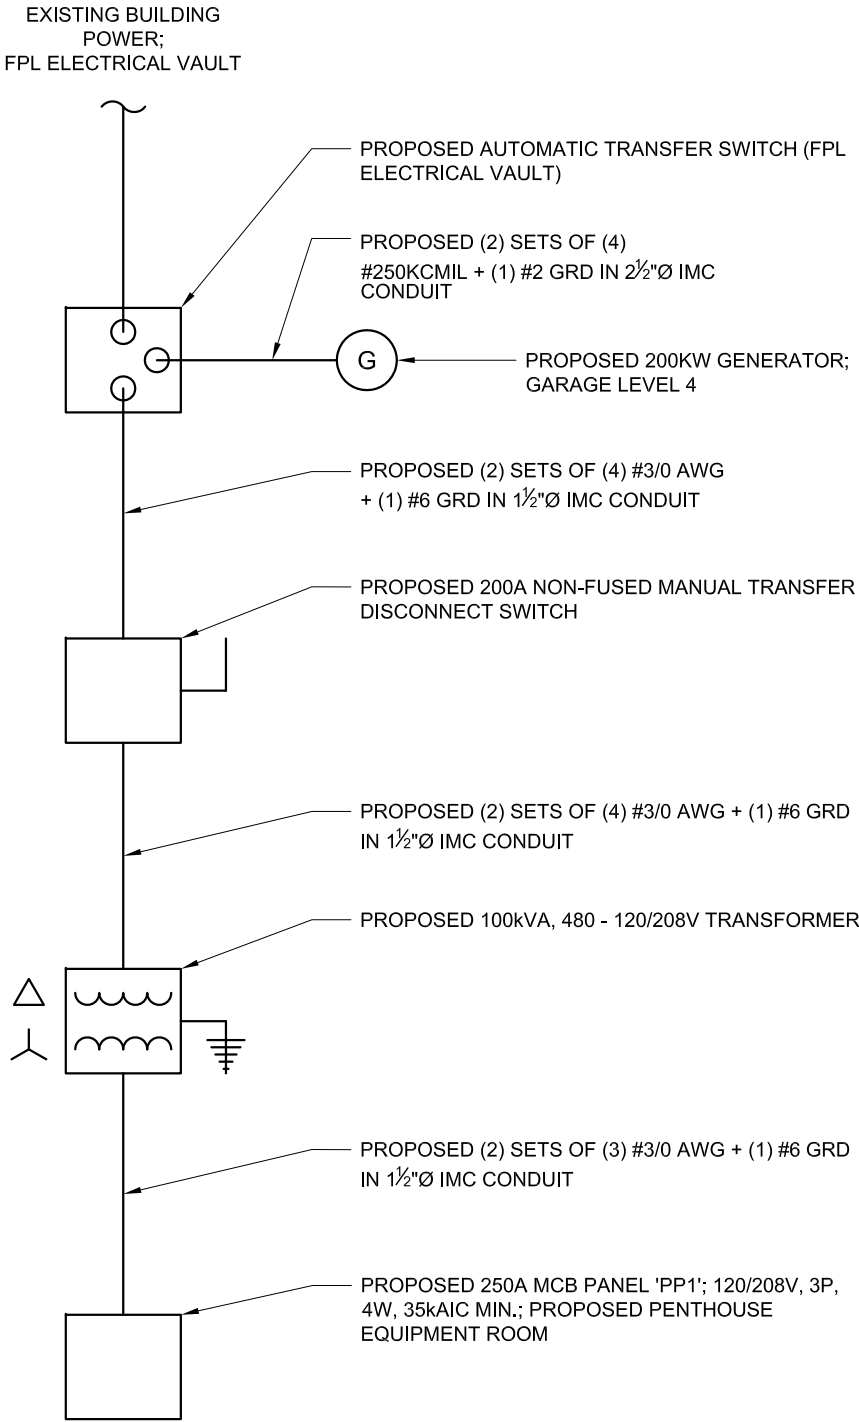 EXISTING BUILDING
POWER;
FPL ELECTRICAL VAULT
PROPOSED AUTOMATIC TRANSFER SWITCH (FPL
ELECTRICAL VAULT)
PROPOSED (2) SETS OF (4)
#250KCMIL + (1) #2 GRD IN 2½"Ø IMC
CONDUIT
G
PROPOSED 200KW GENERATOR;
GARAGE LEVEL 4
PROPOSED (2) SETS OF (4) #3/0 AWG
+ (1) #6 GRD IN 1½"Ø IMC CONDUIT
PROPOSED 200A NON-FUSED MANUAL TRANSFER
DISCONNECT SWITCH
PROPOSED (2) SETS OF (4) #3/0 AWG + (1) #6 GRD
IN 1½"Ø IMC CONDUIT
PROPOSED 100kVA, 480 - 120/208V TRANSFORMER
PROPOSED (2) SETS OF (3) #3/0 AWG + (1) #6 GRD
IN 1½"Ø IMC CONDUIT
PROPOSED 250A MCB PANEL 'PP1'; 120/208V, 3P,
4W, 35kAIC MIN.; PROPOSED PENTHOUSE
EQUIPMENT ROOM